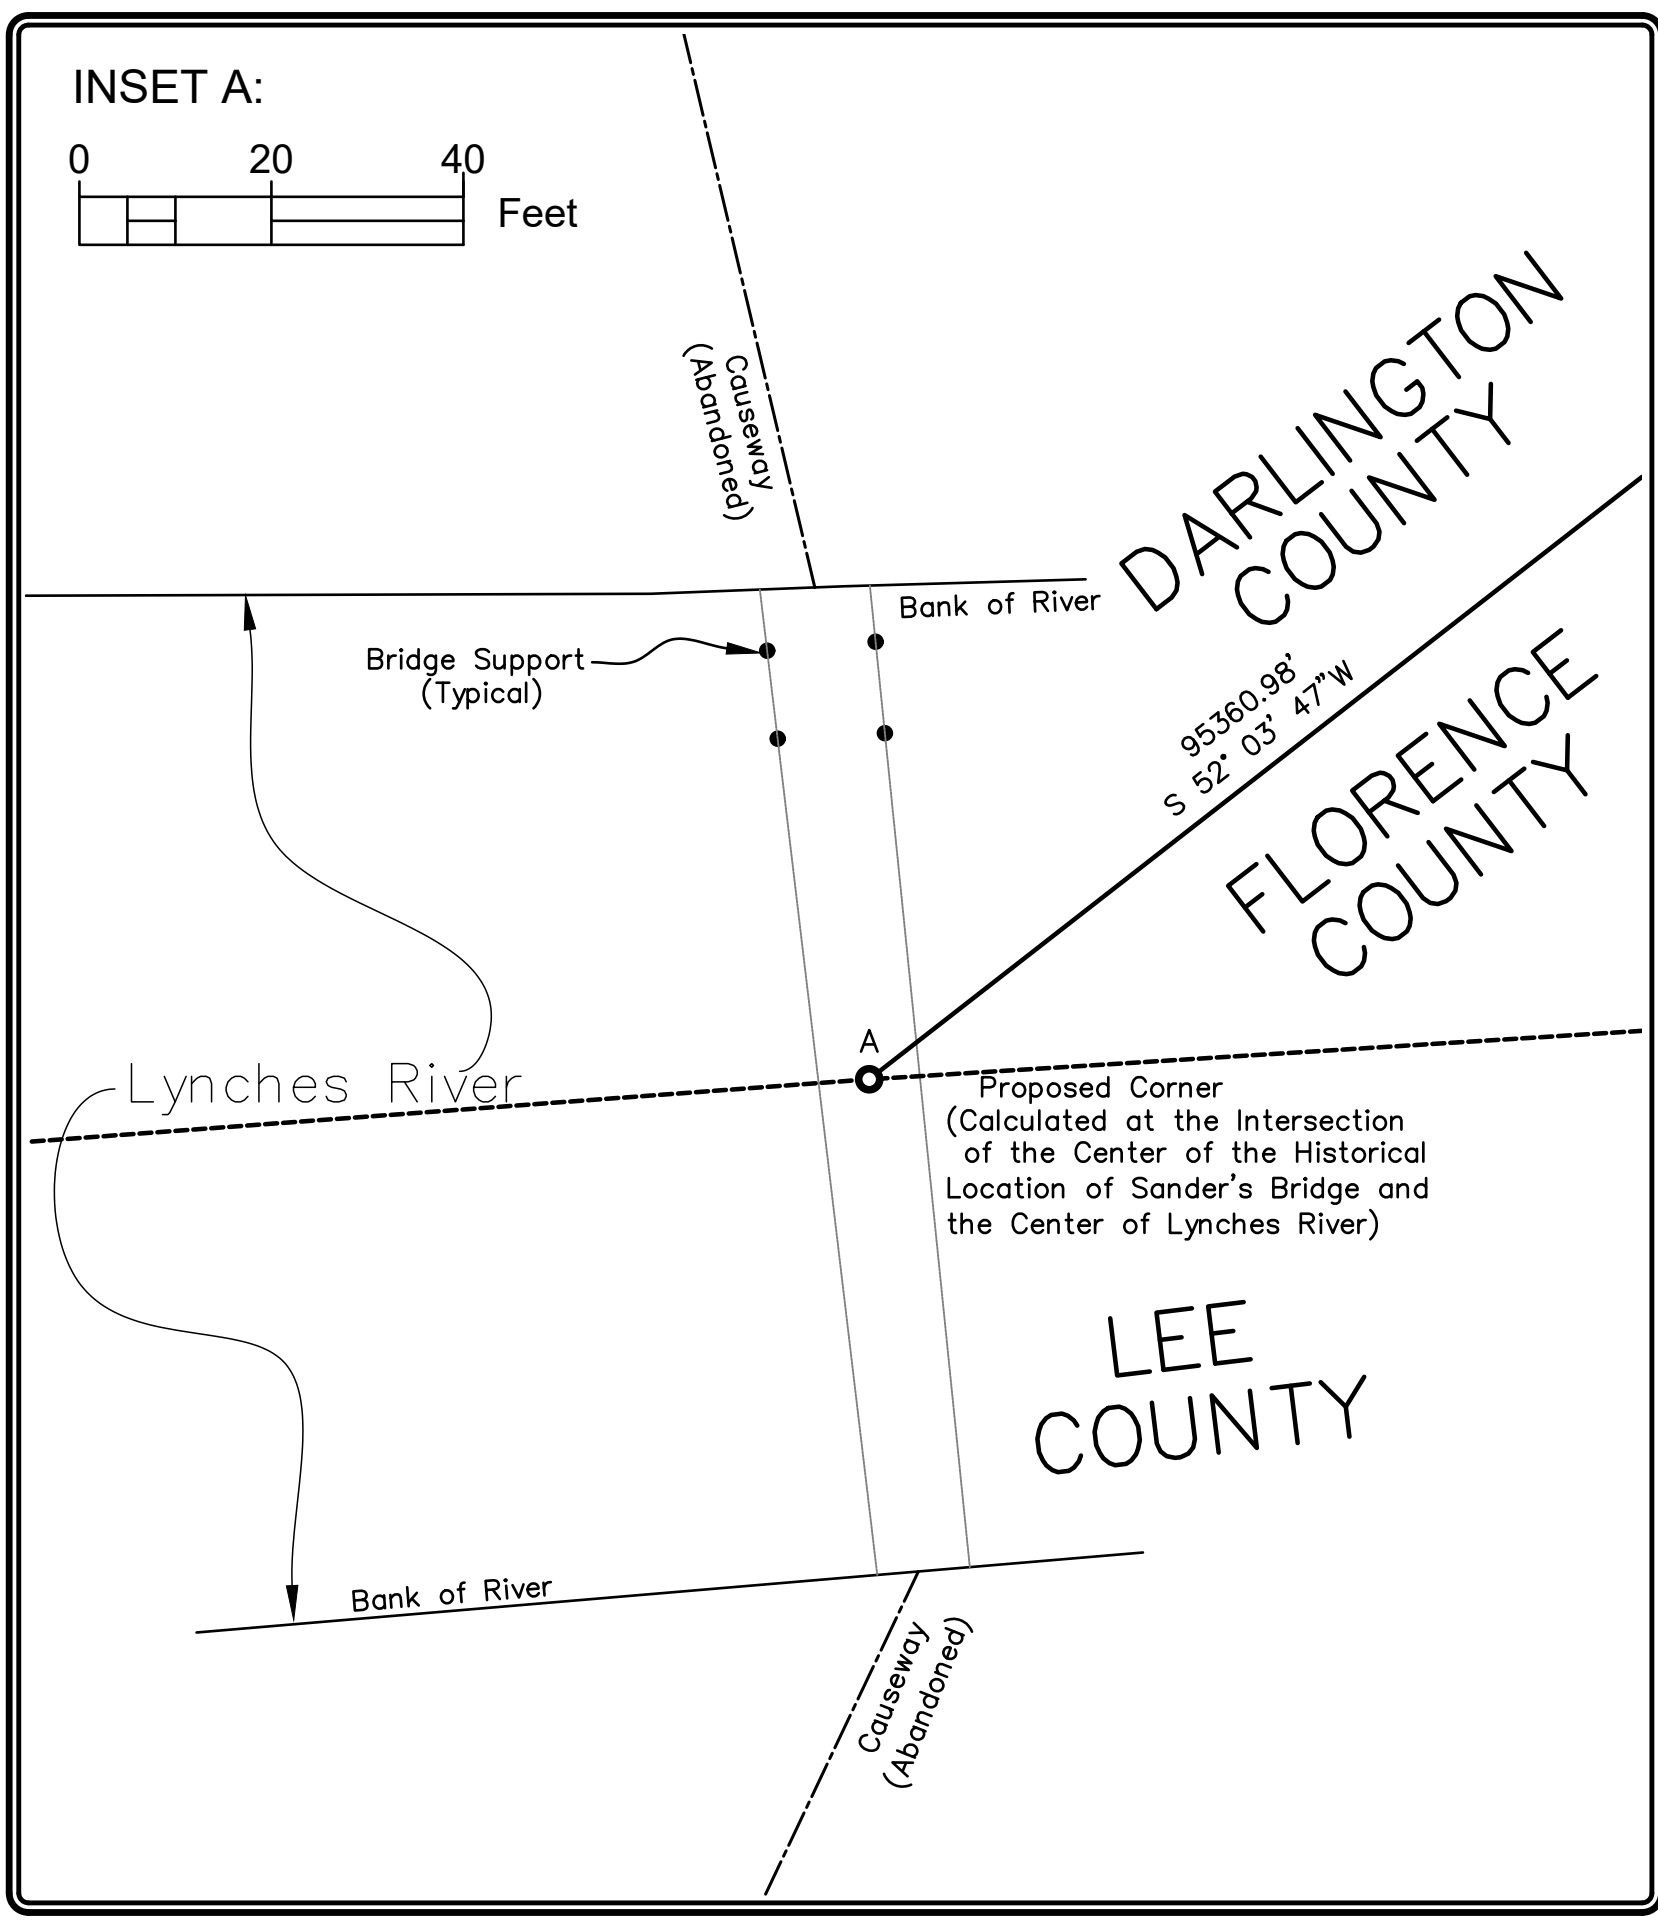 INSET A:
0 20 40
Feet
Causeway
(Abandoned)
DARLINGTON
COUNTY
Bank of River
Bridge Support
(Typical)
95360.98'
S 52° 03' 47"W
FLORENCE
COUNTY
A
Lynches River
Proposed Corner
(Calculated at the Intersection
of the Center of the Historical
Location of Sander's Bridge and
the Center of Lynches River)
LEE
COUNTY
Bank of River
Causeway
(Abandoned)